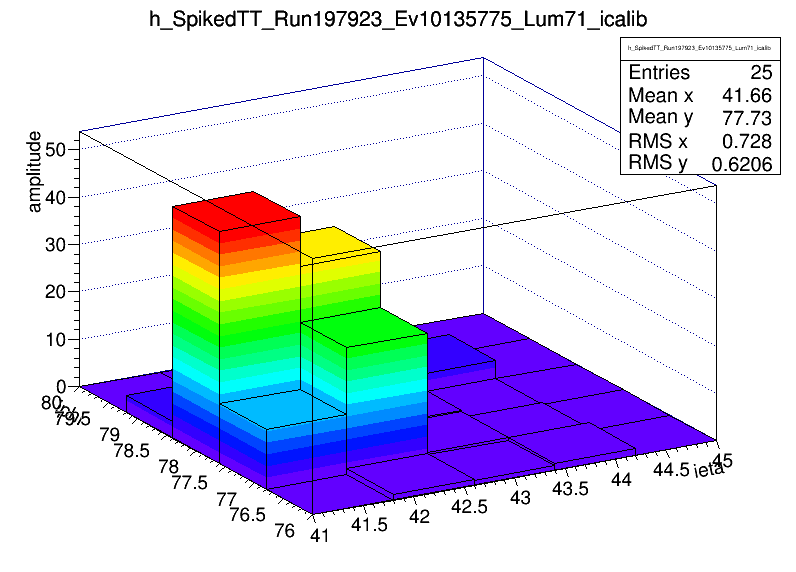 h_SpikedTT_Run197923_Ev10135775_Lum71_icalib
h_SpikedTT_Run197923_Ev10135775_Lum71_icalib
Entries 25
Mean x 41.66
Mean y 77.73
RMS x 0.728
RMS y 0.6206
amplitude
50
40
30
20
10
0
80
79.5
79
78.5
78
77.5
77
76.5
76
41
41.5
42
42.5
43
43.5
44
44.5
45
ieta